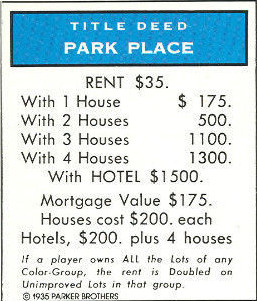 TITLE DEED
PARK PLACE
RENT $35.
With 1 House $ 175.
With 2 Houses 500.
With 3 Houses 1100.
With 4 Houses 1300.
With HOTEL $1500.
Mortgage Value $175.
Houses cost $200. each
Hotels, $200. plus 4 houses
If a player owns ALL the Lots of any
Color-Group, the rent is Doubled on
Unimproved Lots in that group.
© 1935 PARKER BROTHERS